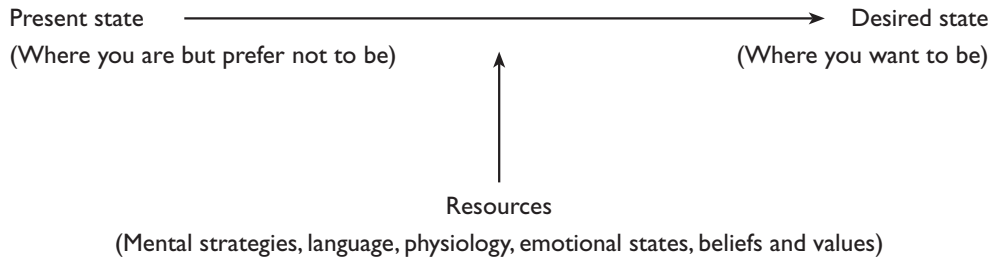 Present state Desired state
(Where you are but prefer not to be) (Where you want to be)
Resources
(Mental strategies, language, physiology, emotional states, beliefs and values)